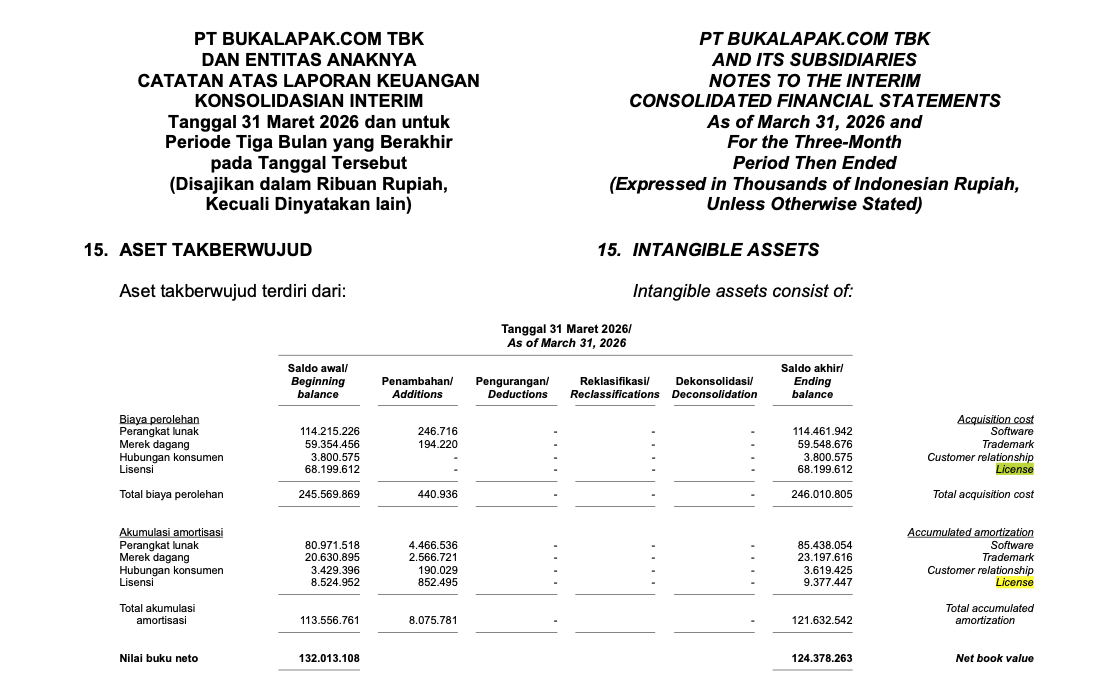 PT BUKALAPAK.COM TBK
DAN ENTITAS ANAKNYA
CATATAN ATAS LAPORAN KEUANGAN
KONSOLIDASIAN INTERIM
Tanggal 31 Maret 2026 dan untuk
Periode Tiga Bulan yang Berakhir
pada Tanggal Tersebut
(Disajikan dalam Ribuan Rupiah,
Kecuali Dinyatakan lain)
PT BUKALAPAK.COM TBK
AND ITS SUBSIDIARIES
NOTES TO THE INTERIM
CONSOLIDATED FINANCIAL STATEMENTS
As of March 31, 2026 and
For the Three-Month
Period Then Ended
(Expressed in Thousands of Indonesian Rupiah,
Unless Otherwise Stated)
15. ASET TAKBERWUJUD
15. INTANGIBLE ASSETS
Aset takberwujud terdiri dari:
Intangible assets consist of:
Tanggal 31 Maret 2026/
As of March 31, 2026
Saldo awal/
Beginning
balance
Penambahan/
Additions
Pengurangan/
Deductions
Reklasifikasi/
Reclassifications
Dekonsolidasi/
Deconsolidation
Saldo akhir/
Ending
balance
Biaya perolehan Acquisition cost
Perangkat lunak 114.215.226 246.716 - - - 114.461.942 Software
Merek dagang 59.354.456 194.220 - - - 59.548.676 Trademark
Hubungan konsumen 3.800.575 - - - - 3.800.575 Customer relationship
Lisensi 68.199.612 - - - - 68.199.612 License
Total biaya perolehan 245.569.869 440.936 - - - 246.010.805 Total acquisition cost
Akumulasi amortisasi Accumulated amortization
Perangkat lunak 80.971.518 4.466.536 - - - 85.438.054 Software
Merek dagang 20.630.895 2.566.721 - - - 23.197.616 Trademark
Hubungan konsumen 3.429.396 190.029 - - - 3.619.425 Customer relationship
Lisensi 8.524.952 852.495 - - - 9.377.447 License
Total akumulasi Total accumulated
amortisasi 113.556.761 8.075.781 - - 121.632.542 amortization
Nilai buku neto 132.013.108 124.378.263 Net book value